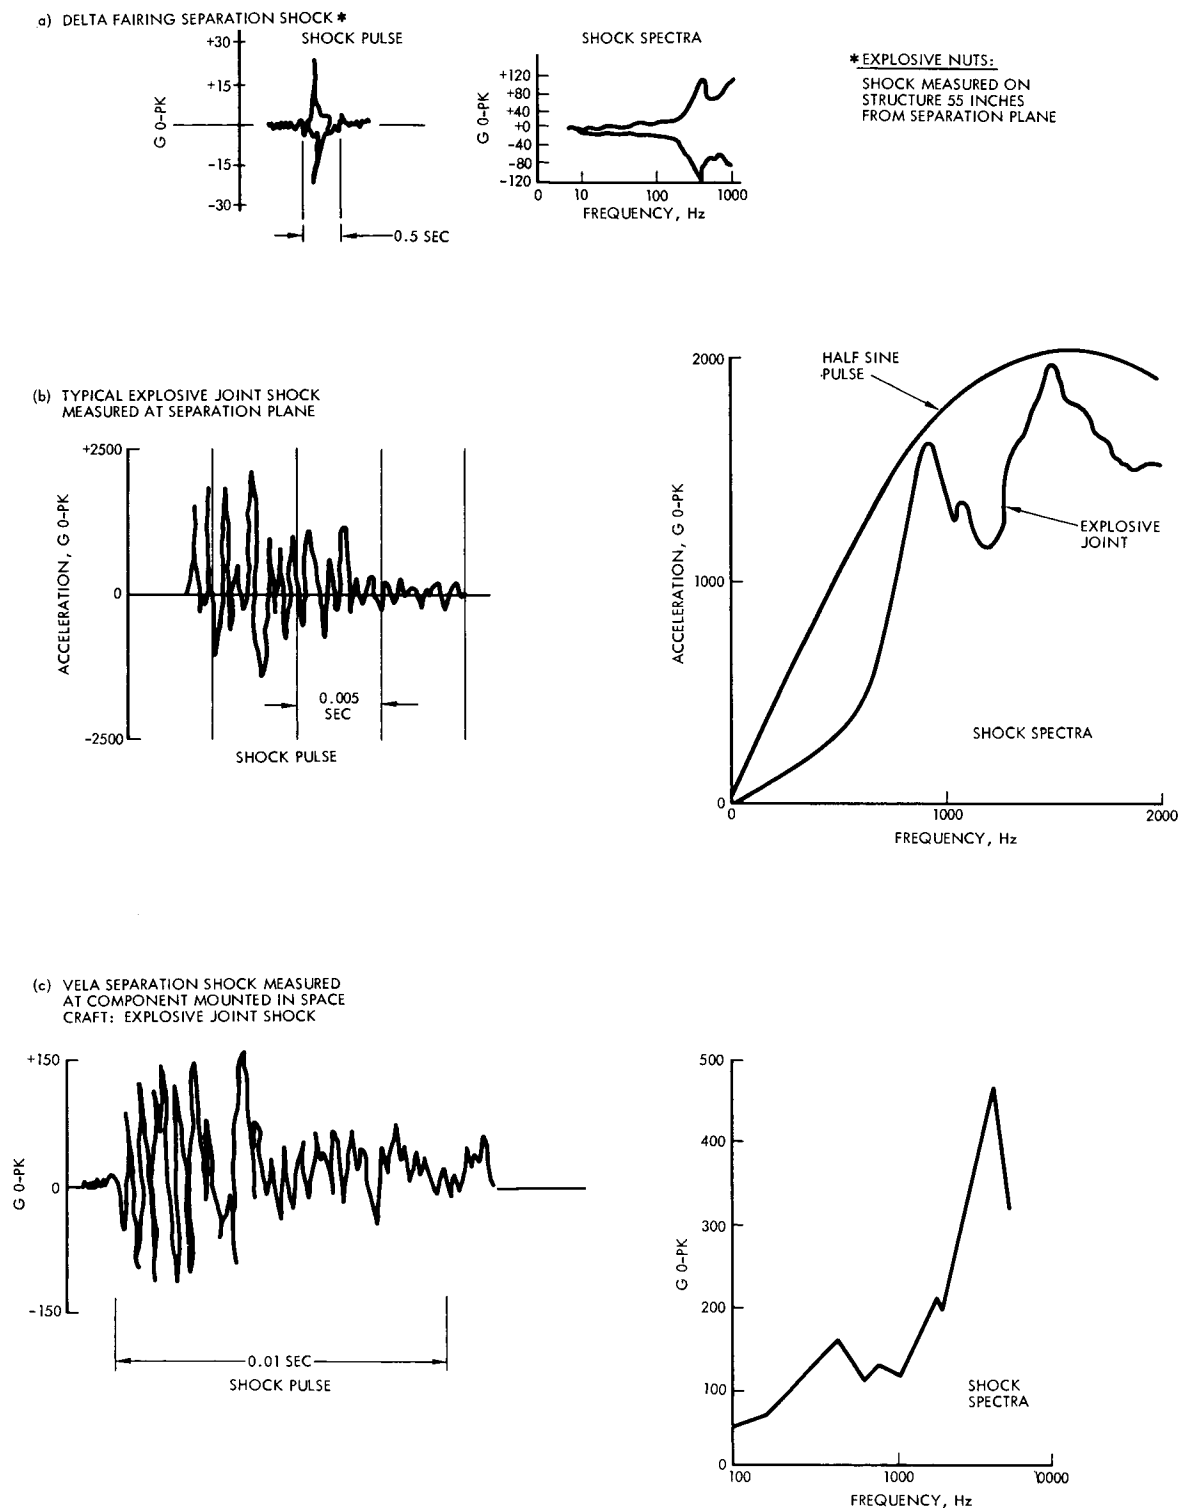 a) DELTA FAIRING SEPARATION SHOCK *
SHOCK PULSE
+30
+15
-15
-30
G 0-PK
0.5 SEC
SHOCK SPECTRA
+120
+80
+40
+0
-40
-80
-120
G 0-PK
0
10
100
1000
FREQUENCY, Hz
* EXPLOSIVE NUTS:
SHOCK MEASURED ON
STRUCTURE 55 INCHES
FROM SEPARATION PLANE
(b) TYPICAL EXPLOSIVE JOINT SHOCK
MEASURED AT SEPARATION PLANE
+2500
0
-2500
ACCELERATION, G 0-PK
0.005
SEC
SHOCK PULSE
2000
1000
0
ACCELERATION, G 0-PK
HALF SINE
PULSE
EXPLOSIVE
JOINT
SHOCK SPECTRA
0
1000
2000
FREQUENCY, Hz
(c) VELA SEPARATION SHOCK MEASURED
AT COMPONENT MOUNTED IN SPACE
CRAFT: EXPLOSIVE JOINT SHOCK
+150
0
-150
G 0-PK
0.01 SEC
SHOCK PULSE
500
400
300
200
100
0
G 0-PK
SHOCK
SPECTRA
100
1000
10000
FREQUENCY, Hz